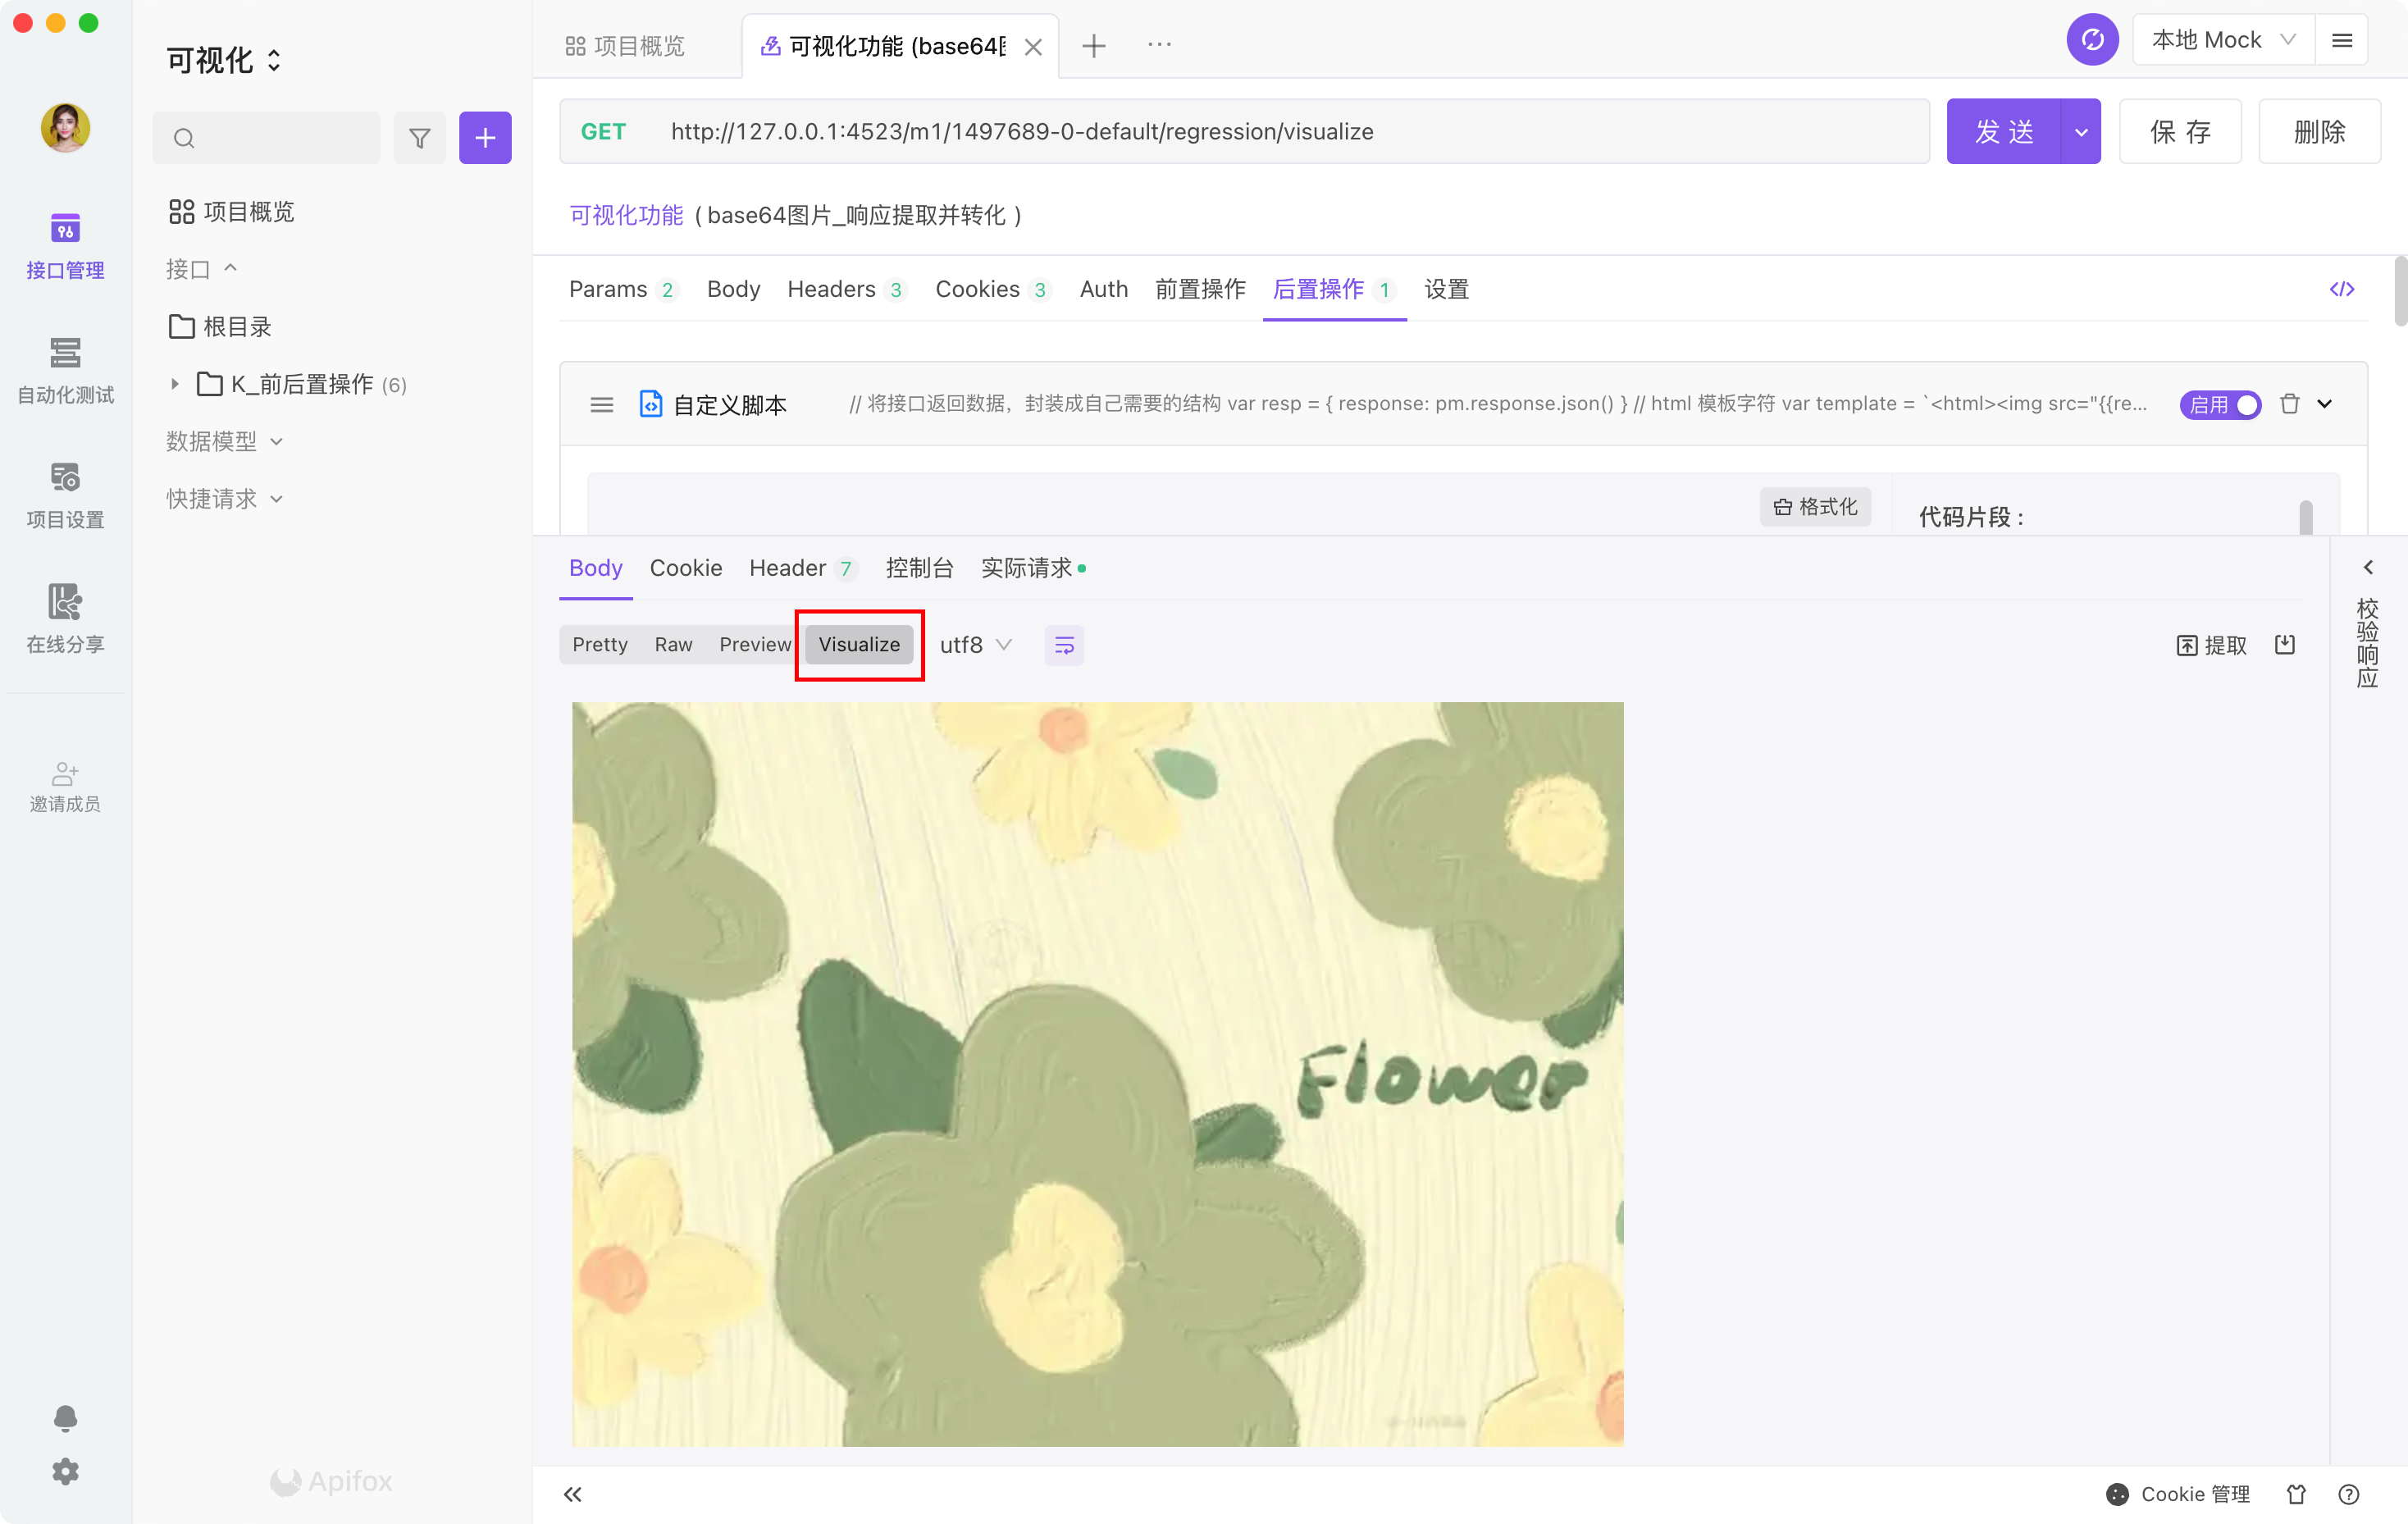 可视化
项目概览
可视化功能 (base64
本地 Mock
GET
http://127.0.0.1:4523/m1/1497689-0-default/regression/visualize
发 送
保 存
删除
可视化功能 ( base64图片_响应提取并转化 )
接口管理
自动化测试
项目设置
在线分享
邀请成员
项目概览
接口
根目录
K_前后置操作 (6)
数据模型
快捷请求
Apifox
Params 2
Body
Headers 3
Cookies 3
Auth
前置操作
后置操作 1
设置
自定义脚本
// 将接口返回数据，封装成自己需要的结构 var resp = { response: pm.response.json() } // html 模板字符 var template = `<html><img src="{{re...
启用
格式化
代码片段 :
Body
Cookie
Header 7
控制台
实际请求
Pretty
Raw
Preview
Visualize
utf8
提取
校验响应
Flower
Cookie 管理